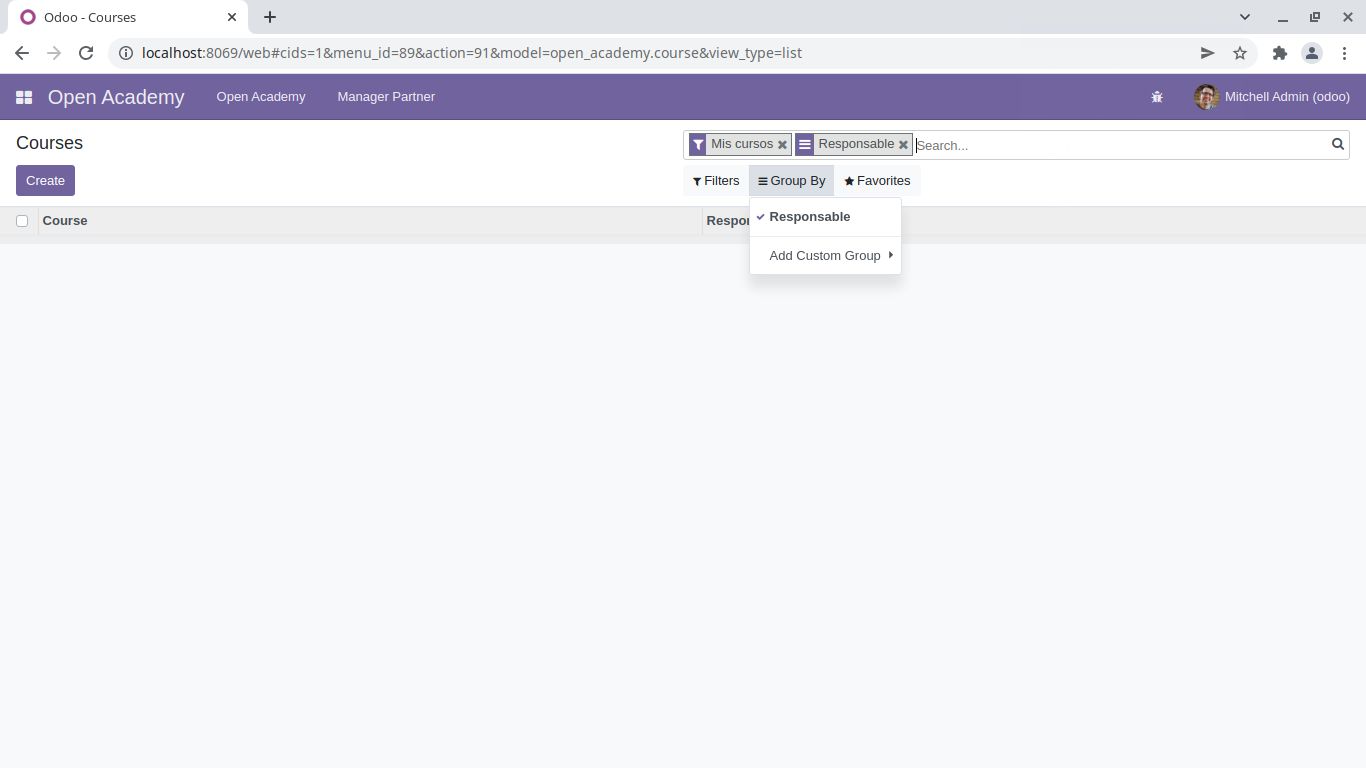 Odoo - Courses
localhost:8069/web#cids=1&menu_id=89&action=91&model=open_academy.course&view_type=list
Open Academy Open Academy Manager Partner Mitchell Admin (odoo)
Courses Mis cursos Responsable Search...
Create Filters Group By Favorites
Course Respon
Responsable
Add Custom Group